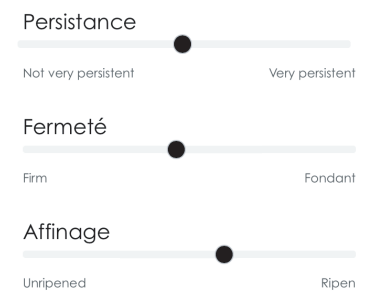 Persistance
Not very persistent Very persistent
Fermeté
Firm Fondant
Affinage
Unripened Ripen